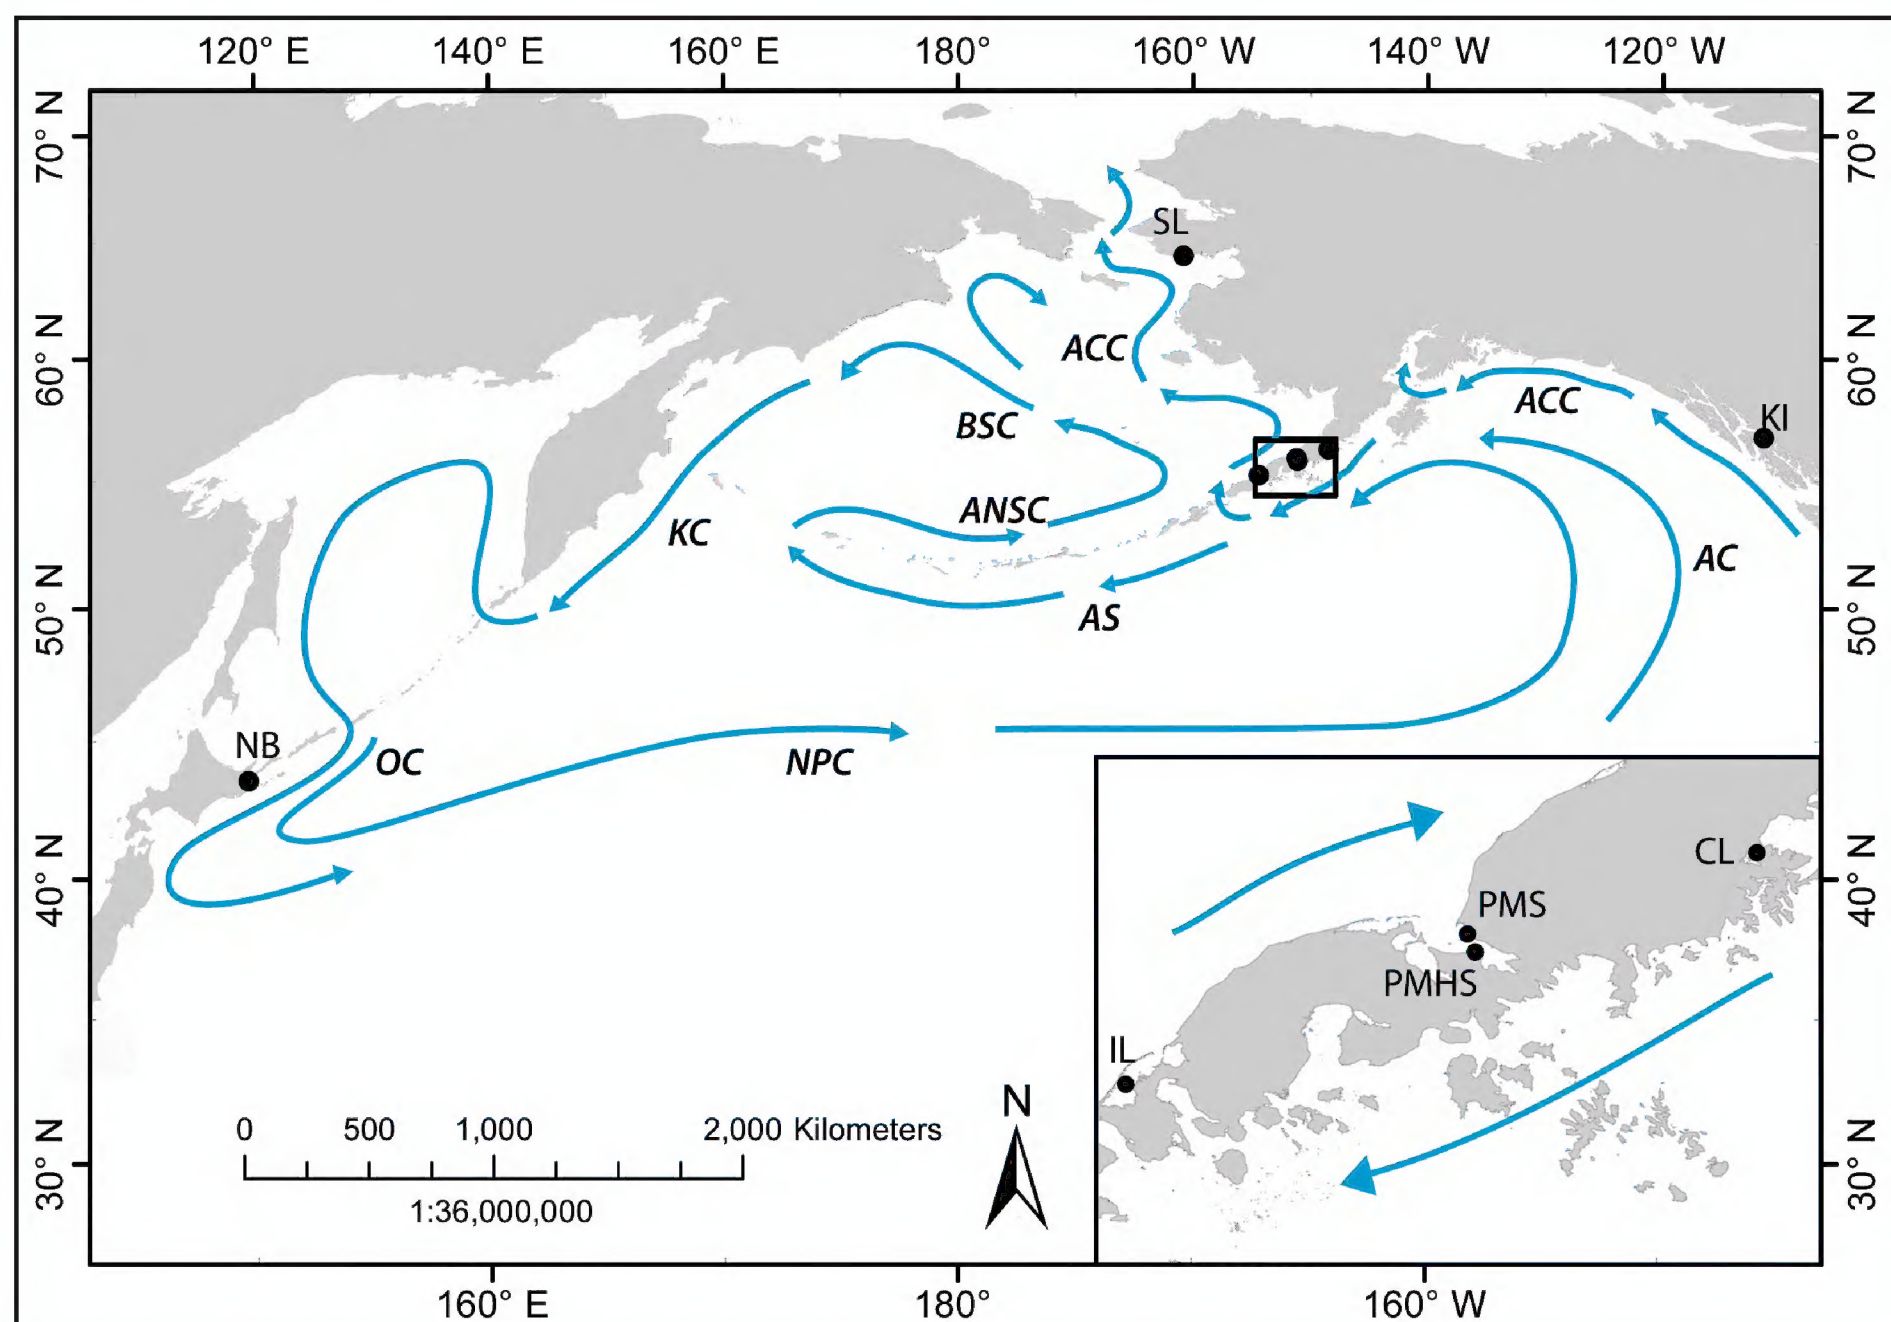 120° E 140° E 160° E 180° 160° W 140° W 120° W
70° N
70° N
SL
60° N
ACC
60° N
ACC
KI
BSC
ANSC
KC
AC
50° N
AS
50° N
NB
OC
NPC
40° N
CL
40° N
PMS
PMHS
IL
N
0 500 1,000 2,000 Kilometers
30° N
30° N
1:36,000,000
160° E 180° 160° W